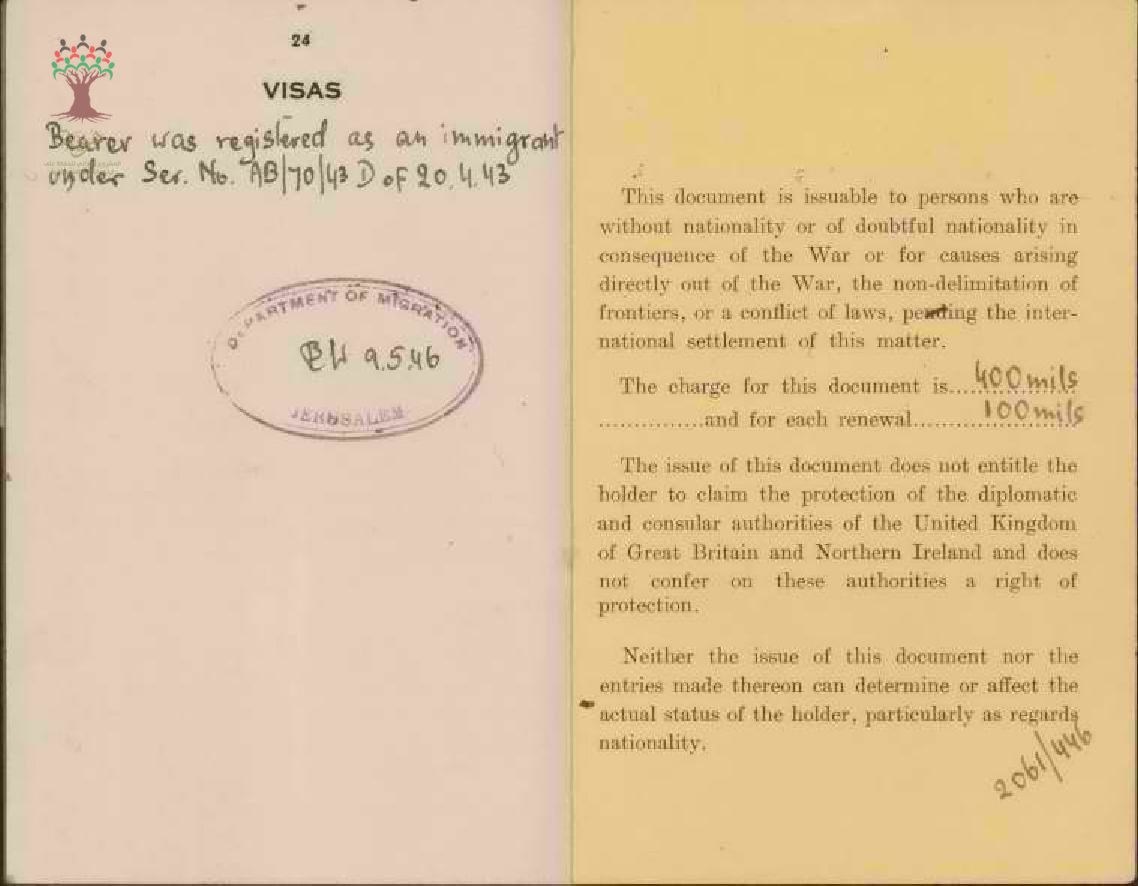 24
VISAS
Bearer was registered as an immigrant
under Ser. No. AB/70/43 D of 20.4.43
DEPARTMENT OF MIGRATION
9.5.46
JERUSALEM
This document is issuable to persons who are
without nationality or of doubtful nationality in
consequence of the War or for causes arising
directly out of the War, the non-delimitation of
frontiers, or a conflict of laws, pending the inter-
national settlement of this matter.
The charge for this document is.....400 mils
...............and for each renewal.......100 mils
The issue of this document does not entitle the
holder to claim the protection of the diplomatic
and consular authorities of the United Kingdom
of Great Britain and Northern Ireland and does
not confer on these authorities a right of
protection.
Neither the issue of this document nor the
entries made thereon can determine or affect the
actual status of the holder, particularly as regards
nationality.
2061/446